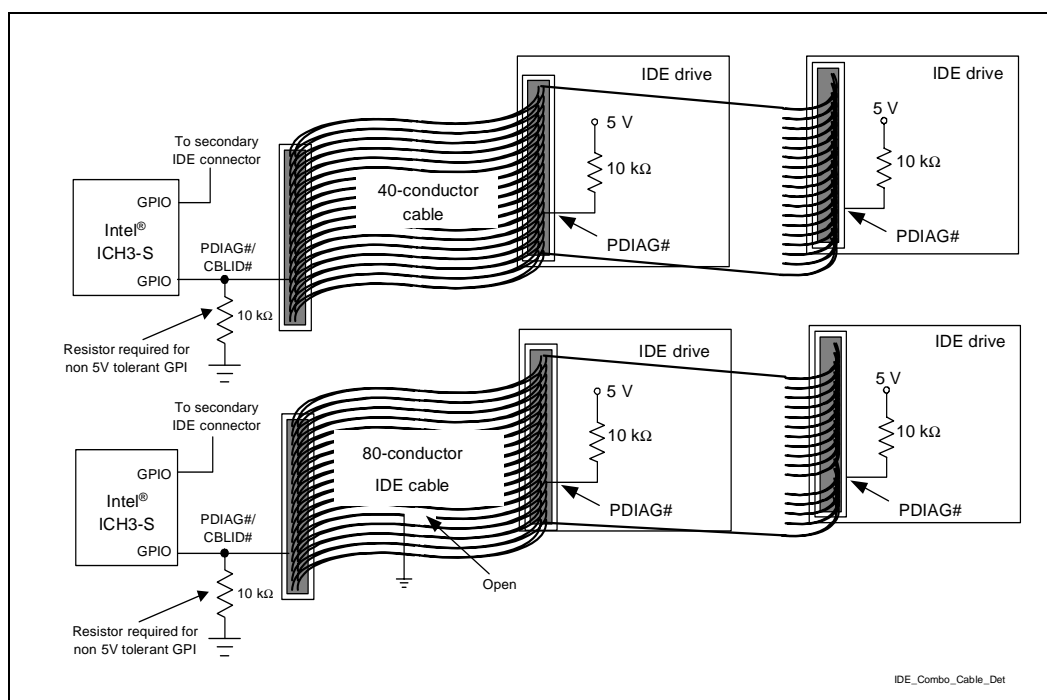 IDE drive
IDE drive
5 V
5 V
To secondary
IDE connector
10 kΩ
10 kΩ
40-conductor
cable
GPIO
Intel®
ICH3-S
PDIAG#/
CBLID#
PDIAG#
PDIAG#
GPIO
10 kΩ
Resistor required for
non 5V tolerant GPI
IDE drive
IDE drive
5 V
5 V
To secondary
IDE connector
10 kΩ
10 kΩ
80-conductor
IDE cable
GPIO
Intel®
ICH3-S
PDIAG#/
CBLID#
PDIAG#
PDIAG#
GPIO
Open
10 kΩ
Resistor required for
non 5V tolerant GPI
IDE_Combo_Cable_Det